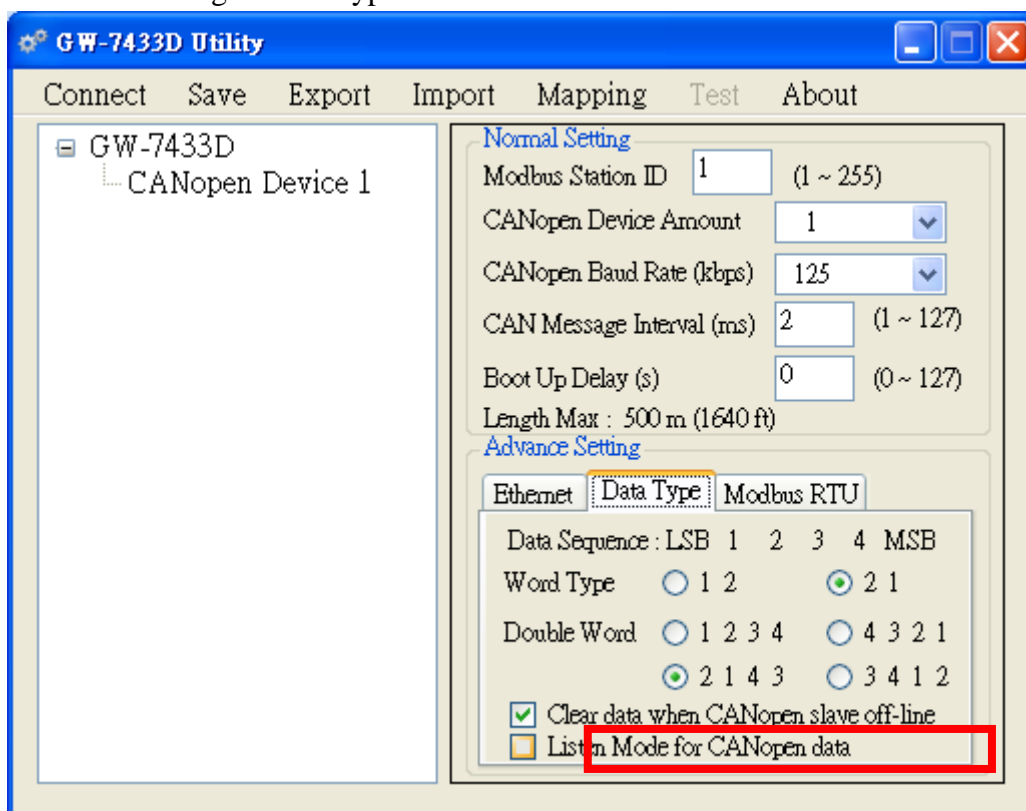 GW-7433D Utility
Connect Save Export Import Mapping Test About
GW-7433D
CANopen Device 1
Normal Setting
Modbus Station ID 1 (1 ~ 255)
CANopen Device Amount 1
CANopen Baud Rate (kbps) 125
CAN Message Interval (ms) 2 (1 ~ 127)
Boot Up Delay (s) 0 (0 ~ 127)
Length Max : 500 m (1640 ft)
Advance Setting
Ethernet Data Type Modbus RTU
Data Sequence : LSB 1 2 3 4 MSB
Word Type 1 2 2 1
Double Word 1 2 3 4 4 3 2 1
2 1 4 3 3 4 1 2
Clear data when CANopen slave off-line
Listen Mode for CANopen data